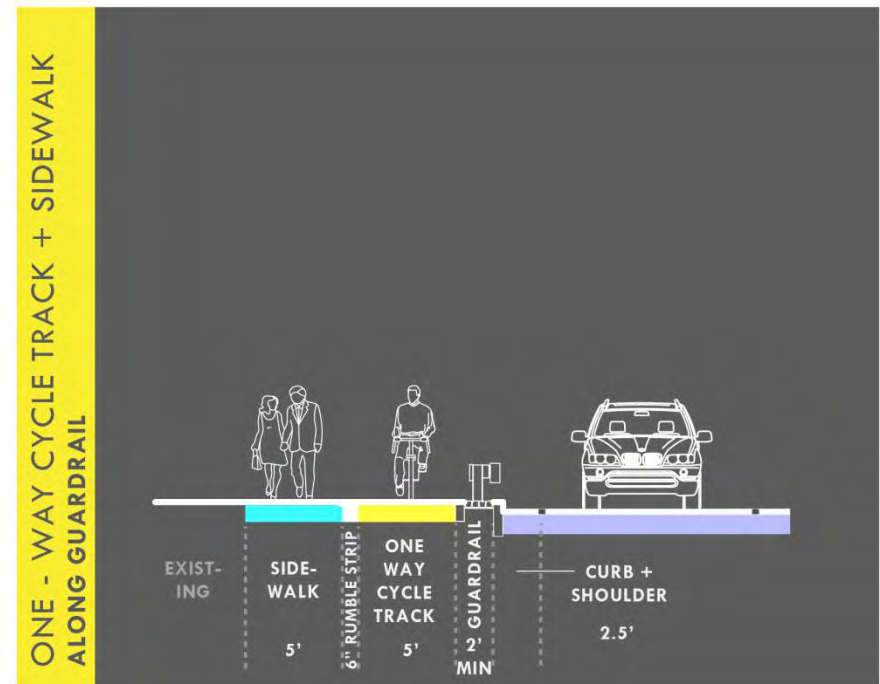 ONE - WAY CYCLE TRACK + SIDEWALK
ALONG GUARDRAIL
EXIST-
ING
SIDE-
WALK
5'
6" RUMBLE STRIP
ONE
WAY
CYCLE
TRACK
5'
GUARDRAIL
2'
MIN
CURB +
SHOULDER
2.5'